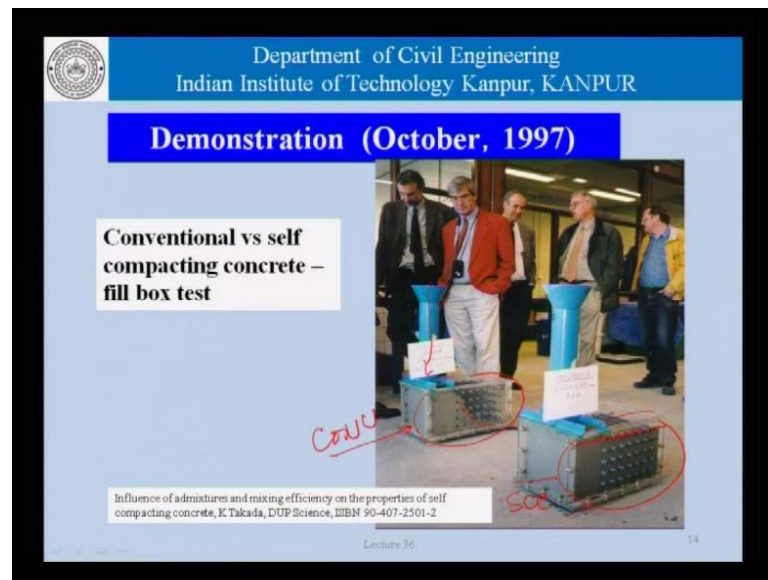 Department of Civil Engineering
Indian Institute of Technology Kanpur, KANPUR
Demonstration (October, 1997)
Conventional vs self
compacting concrete –
fill box test
CONC
SCC
Influence of admixtures and mixing efficiency on the properties of self
compacting concrete, K Takada, DUP Science, ISBN 90-407-2501-2
Lecture 36
14